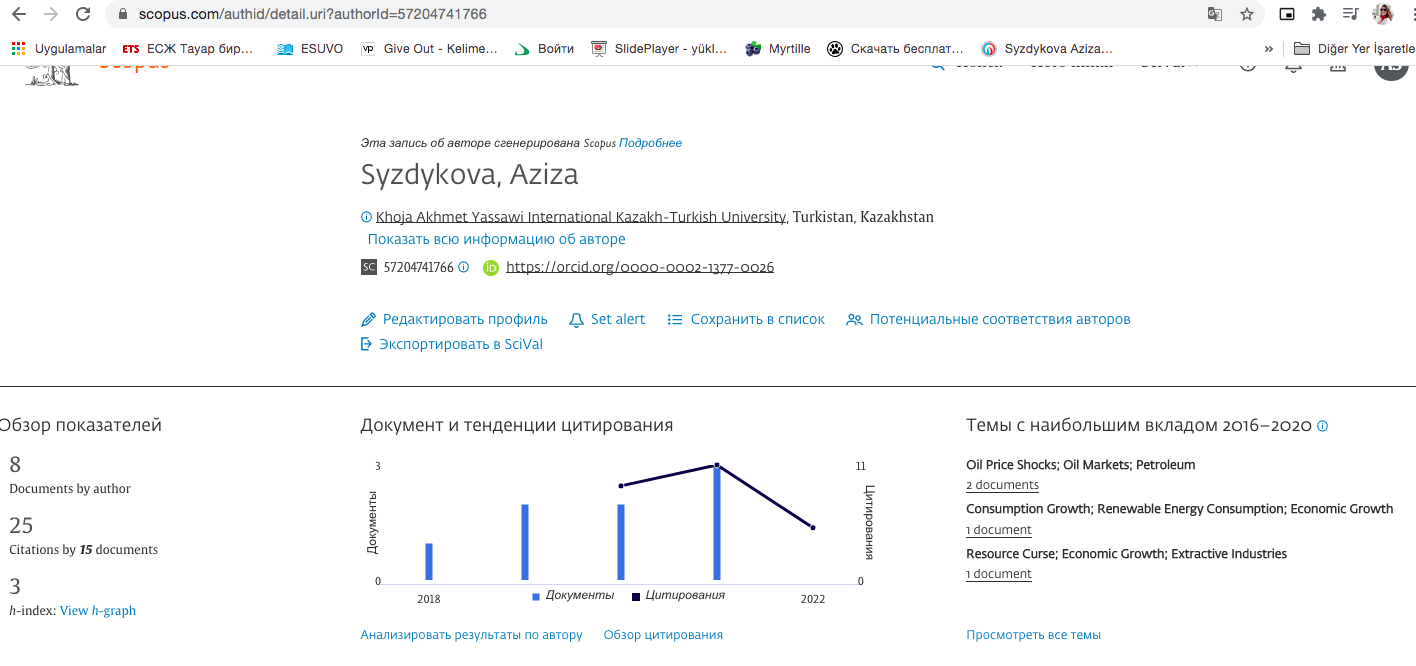 scopus.com/authid/detail.uri?authorId=57204741766
Uygulamalar ETS ЕСЖ Тауар бир... ESUVO vp Give Out - Kelime... Войти SlidePlayer - yükl... Myrtille Скачать бесплат... Syzdykova Aziza... » Diğer Yer İşaretle
Scopus
Эта запись об авторе сгенерирована Scopus Подробнее
Syzdykova, Aziza
Khoja Akhmet Yassawi International Kazakh-Turkish University, Turkistan, Kazakhstan
Показать всю информацию об авторе
SC 57204741766 iD https://orcid.org/0000-0002-1377-0026
Редактировать профиль Set alert Сохранить в список Потенциальные соответствия авторов
Экспортировать в SciVal
Обзор показателей
8
Documents by author
25
Citations by 15 documents
3
h-index: View h-graph
Документ и тенденции цитирования
3
11
Документы
Цитирования
0
0
2018
2022
Документы Цитирования
Анализировать результаты по автору Обзор цитирования
Темы с наибольшим вкладом 2016–2020
Oil Price Shocks; Oil Markets; Petroleum
2 documents
Consumption Growth; Renewable Energy Consumption; Economic Growth
1 document
Resource Curse; Economic Growth; Extractive Industries
1 document
Просмотреть все темы